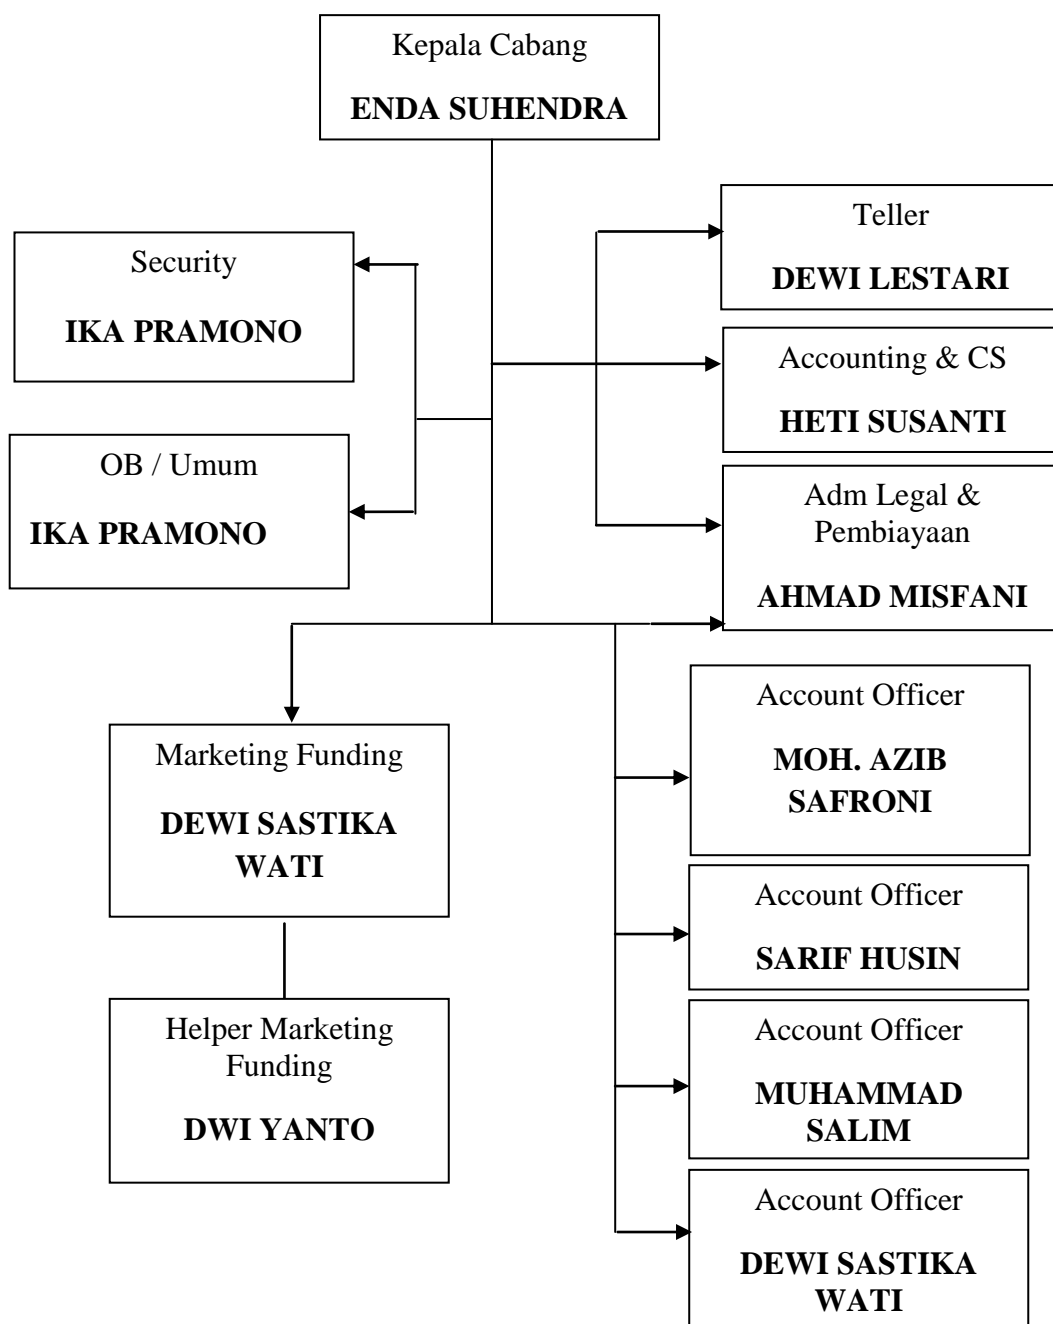 Kepala Cabang
ENDA SUHENDRA
Security
IKA PRAMONO
OB / Umum
IKA PRAMONO
Teller
DEWI LESTARI
Accounting & CS
HETI SUSANTI
Adm Legal &
Pembiayaan
AHMAD MISFANI
Marketing Funding
DEWI SASTIKA
WATI
Helper Marketing
Funding
DWI YANTO
Account Officer
MOH. AZIB
SAFRONI
Account Officer
SARIF HUSIN
Account Officer
MUHAMMAD
SALIM
Account Officer
DEWI SASTIKA
WATI